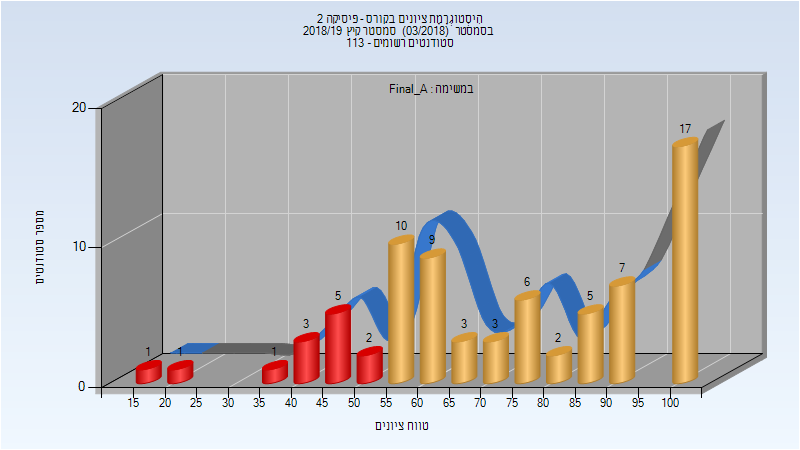 הִיסְטוֹגְרָמַת ציונים בקורס - פיסיקה 2
בסמסטר (03/2018) סמסטר קיץ 2018/19
סטודנטים רשומים - 113
במשימה : Final_A
מספר סטודנטים
20
10
0
1
1
1
3
5
2
10
9
3
3
6
2
5
7
17
15 20 25 30 35 40 45 50 55 60 65 70 75 80 85 90 95 100
טווח ציונים